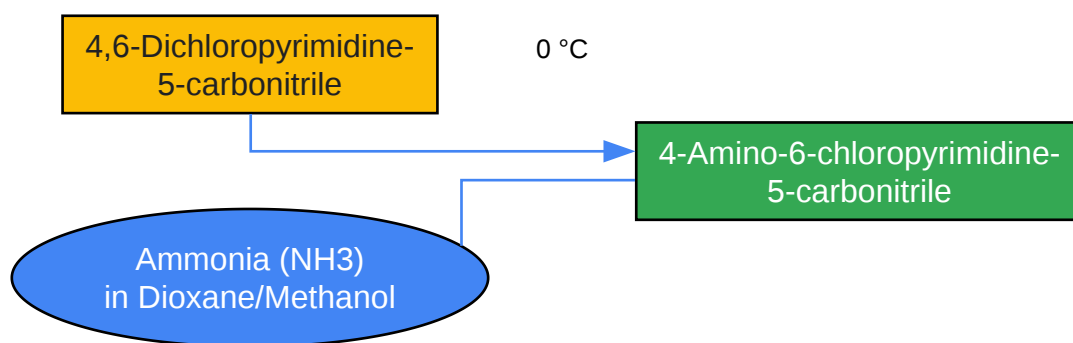 4,6-Dichloropyrimidine-
5-carbonitrile
0 °C
4-Amino-6-chloropyrimidine-
5-carbonitrile
Ammonia (NH3)
in Dioxane/Methanol